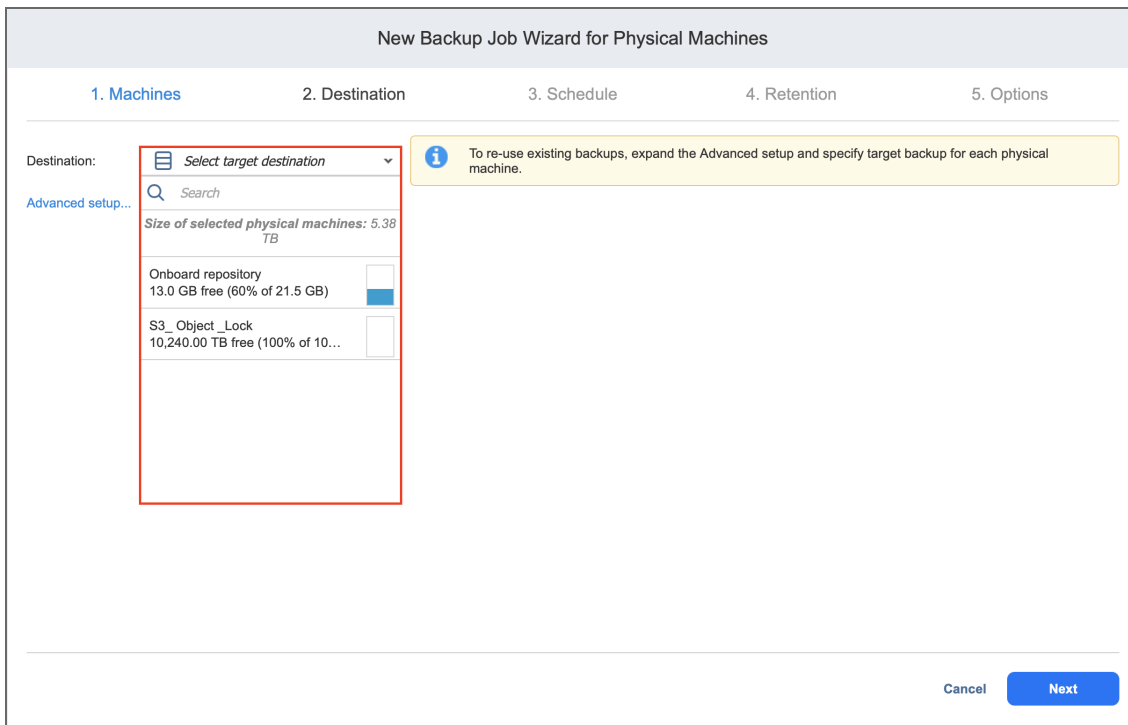 New Backup Job Wizard for Physical Machines
1. Machines
2. Destination
3. Schedule
4. Retention
5. Options
Destination:
Select target destination
To re-use existing backups, expand the Advanced setup and specify target backup for each physical
machine.
Advanced setup...
Search
Size of selected physical machines: 5.38
TB
Onboard repository
13.0 GB free (60% of 21.5 GB)
S3_ Object _Lock
10,240.00 TB free (100% of 10...
Cancel
Next